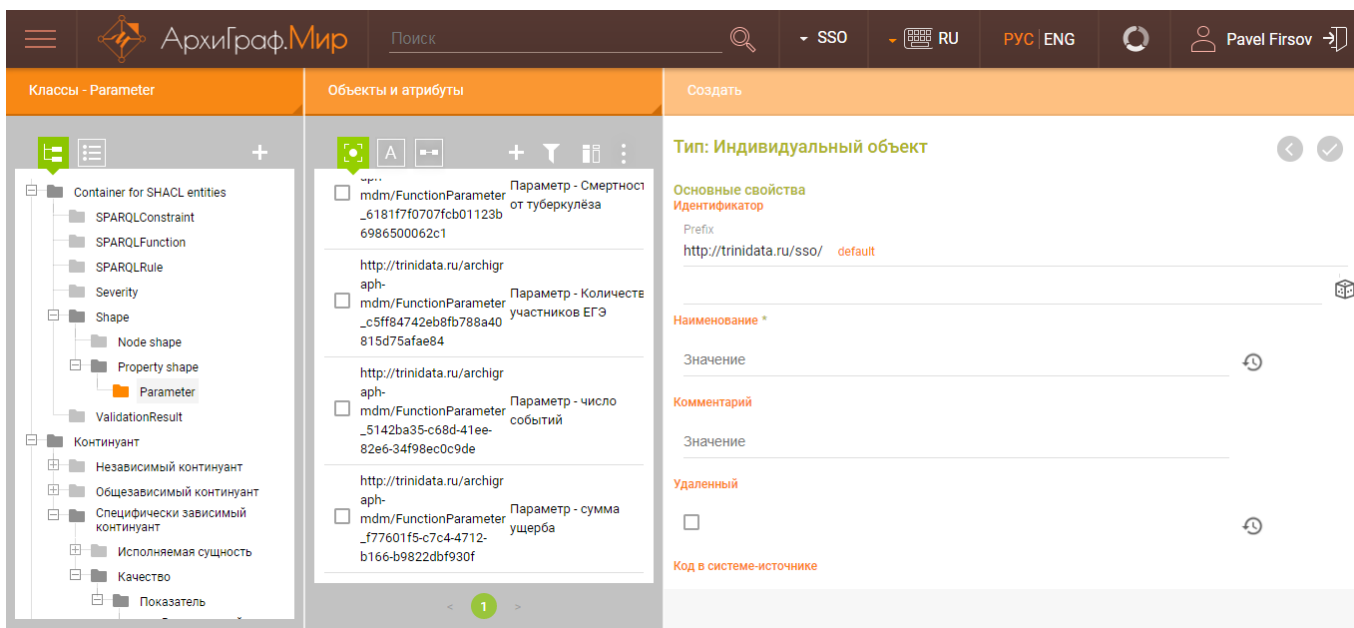 АрхиГраф.Мир
Поиск
SSO
RU
РУС ENG
Pavel Firsov
Классы - Parameter
Объекты и атрибуты
Создать
Container for SHACL entities
SPARQLConstraint
SPARQLFunction
SPARQLRule
Severity
Shape
Node shape
Property shape
Parameter
ValidationResult
Континуант
Независимый континуант
Общезависимый континуант
Специфически зависимый
континуант
Исполняемая сущность
Качество
Показатель
A
mdm/FunctionParameter
_6181f7f0707fcb01123b
6986500062c1
Параметр - Смертност
от туберкулёза
http://trinidata.ru/archigr
aph-
mdm/FunctionParameter
_c5ff84742eb8fb788a40
815d75afae84
Параметр - Количеств
участников ЕГЭ
http://trinidata.ru/archigr
aph-
mdm/FunctionParameter
_5142ba35-c68d-41ee-
82e6-34f98ec0c9de
Параметр - число
событий
http://trinidata.ru/archigr
aph-
mdm/FunctionParameter
_f77601f5-c7c4-4712-
b166-b9822dbf930f
Параметр - сумма
ущерба
< 1 >
Тип: Индивидуальный объект
Основные свойства
Идентификатор
Prefix
http://trinidata.ru/sso/ default
Наименование *
Значение
Комментарий
Значение
Удаленный
Код в системе-источнике